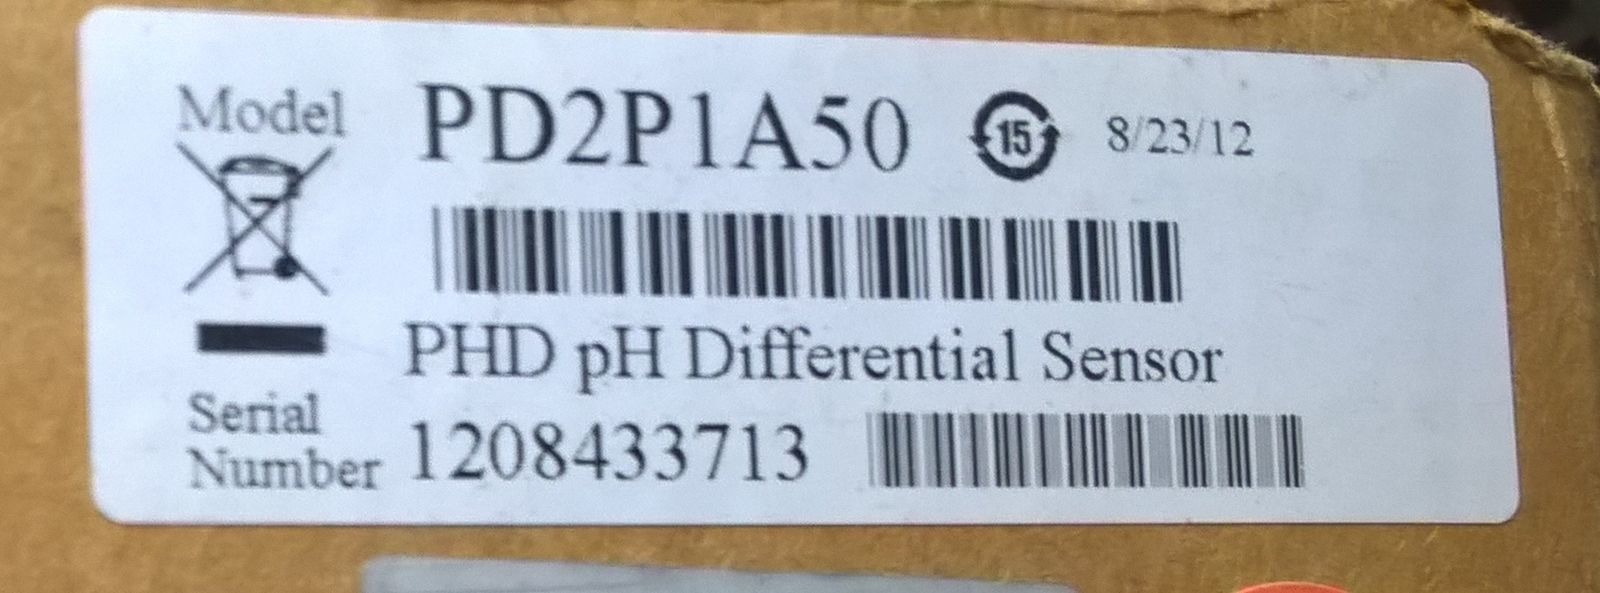 Model PD2P1A50 15 8/23/12
PHD pH Differential Sensor
Serial
Number 1208433713